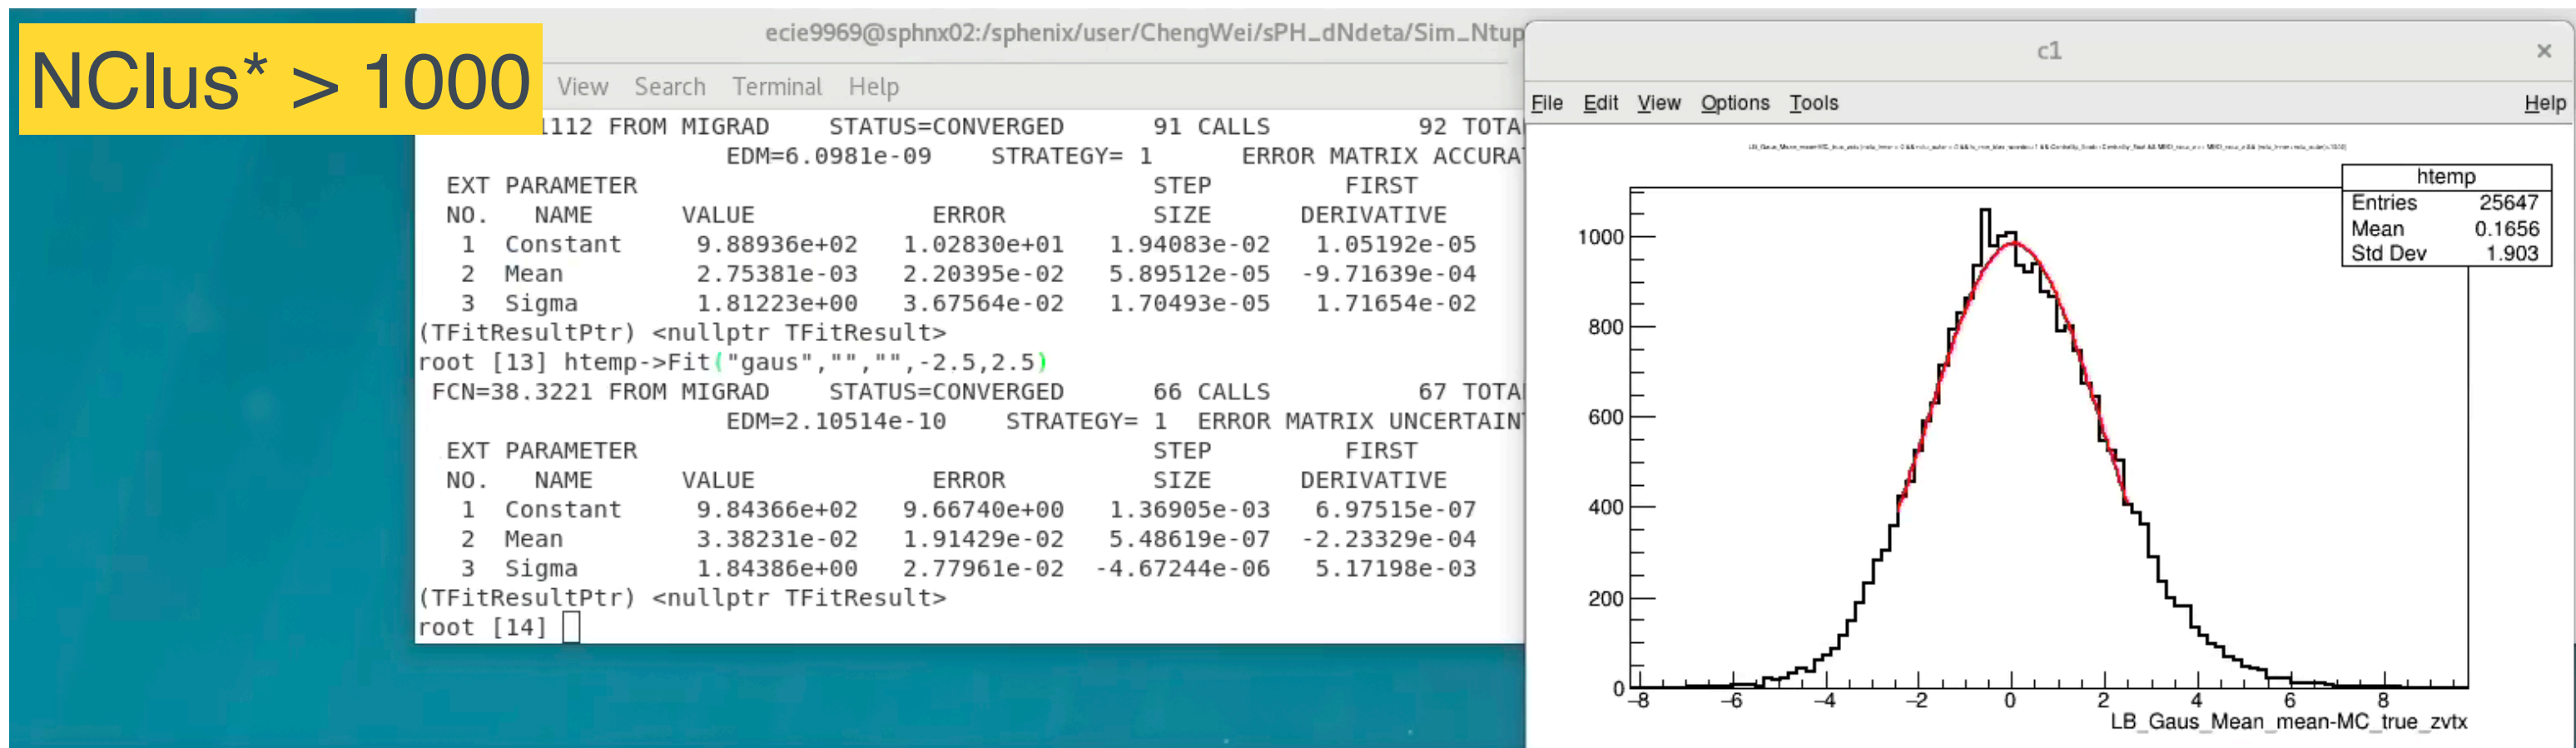 NClus* > 1000
ecie9969@sphnx02:/sphenix/user/ChengWei/sPH_dNdeta/Sim_Ntup
View Search Terminal Help
1112 FROM MIGRAD STATUS=CONVERGED 91 CALLS 92 TOTA
EDM=6.0981e-09 STRATEGY= 1 ERROR MATRIX ACCURAT
EXT PARAMETER STEP FIRST
NO. NAME VALUE ERROR SIZE DERIVATIVE
1 Constant 9.88936e+02 1.02830e+01 1.94083e-02 1.05192e-05
2 Mean 2.75381e-03 2.20395e-02 5.89512e-05 -9.71639e-04
3 Sigma 1.81223e+00 3.67564e-02 1.70493e-05 1.71654e-02
(TFitResultPtr) <nullptr TFitResult>
root [13] htemp->Fit("gaus","","",-2.5,2.5)
FCN=38.3221 FROM MIGRAD STATUS=CONVERGED 66 CALLS 67 TOTA
EDM=2.10514e-10 STRATEGY= 1 ERROR MATRIX UNCERTAIN
EXT PARAMETER STEP FIRST
NO. NAME VALUE ERROR SIZE DERIVATIVE
1 Constant 9.84366e+02 9.66740e+00 1.36905e-03 6.97515e-07
2 Mean 3.38231e-02 1.91429e-02 5.48619e-07 -2.23329e-04
3 Sigma 1.84386e+00 2.77961e-02 -4.67244e-06 5.17198e-03
(TFitResultPtr) <nullptr TFitResult>
root [14]
c1 ×
File Edit View Options Tools Help
htemp
Entries 25647
Mean 0.1656
Std Dev 1.903
1000
800
600
400
200
0
−8 −6 −4 −2 0 2 4 6 8
LB_Gaus_Mean_mean-MC_true_zvtx